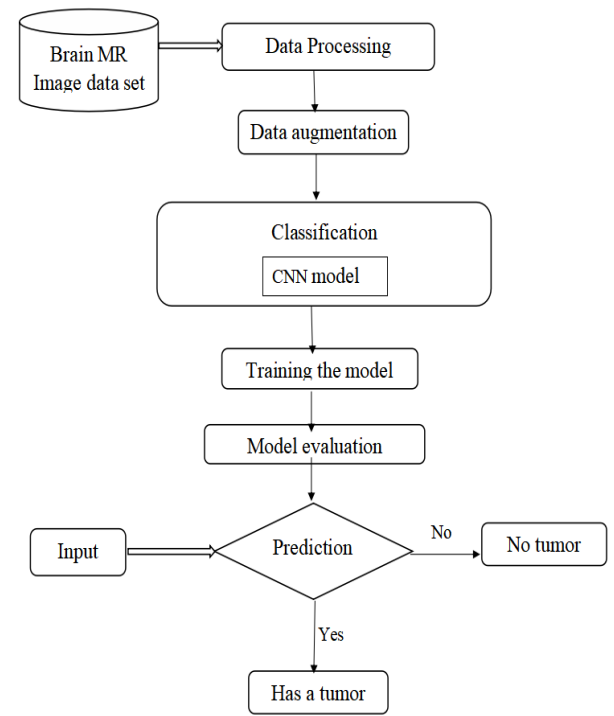 Brain MR
Image data set
Data Processing
Data augmentation
Classification
CNN model
Training the model
Model evaluation
Input
Prediction
No
No tumor
Yes
Has a tumor